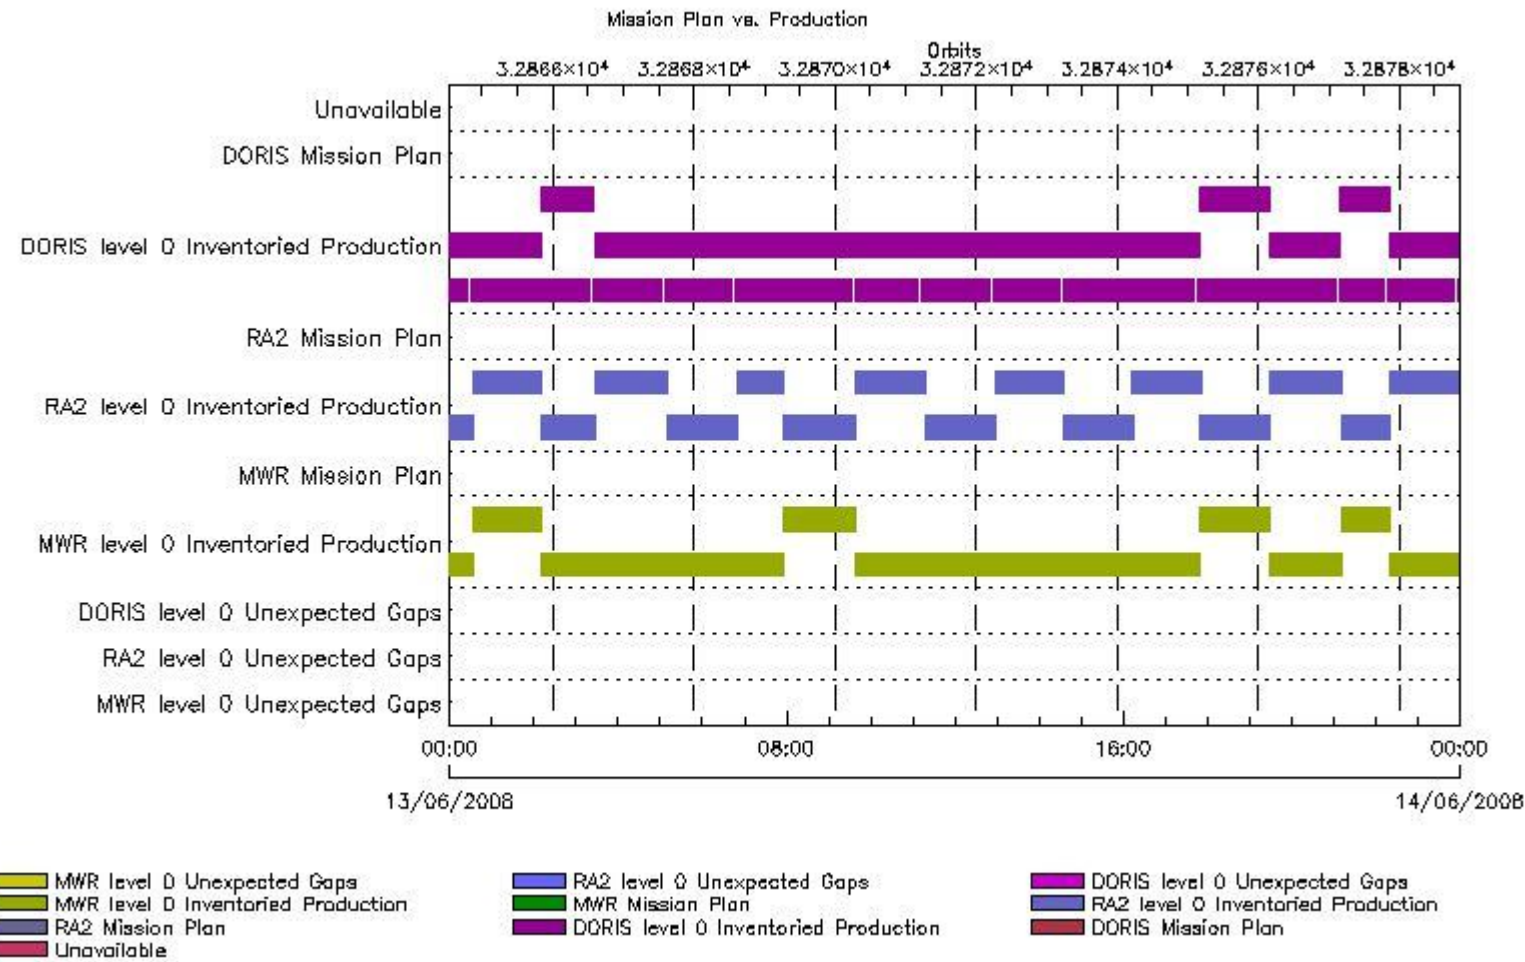 Mission Plan vs. Production
Orbits
3.2866×10⁴ 3.2868×10⁴ 3.2870×10⁴ 3.2872×10⁴ 3.2874×10⁴ 3.2876×10⁴ 3.2878×10⁴
Unavailable
DORIS Mission Plan
DORIS level 0 Inventoried Production
RA2 Mission Plan
RA2 level 0 Inventoried Production
MWR Mission Plan
MWR level 0 Inventoried Production
DORIS level 0 Unexpected Gaps
RA2 level 0 Unexpected Gaps
MWR level 0 Unexpected Gaps
00:00 08:00 16:00 00:00
13/06/2008 14/06/2008
MWR level 0 Unexpected Gaps RA2 level 0 Unexpected Gaps DORIS level 0 Unexpected Gaps
MWR level 0 Inventoried Production MWR Mission Plan RA2 level 0 Inventoried Production
RA2 Mission Plan DORIS level 0 Inventoried Production DORIS Mission Plan
Unavailable